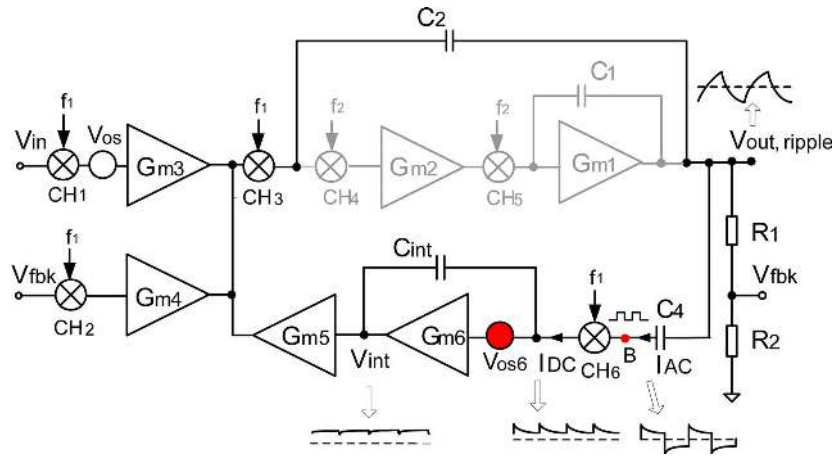 C2
C1
f1
f1
f2
f2
Vin
Vos
Vout, ripple
Gm3
Gm2
Gm1
CH1
CH3
CH4
CH5
R1
f1
Vfbk
Cint
f1
C4
Vfbk
Gm4
CH2
Gm5
Gm6
R2
Vint
Vos6
IDC
CH6
B
IAC